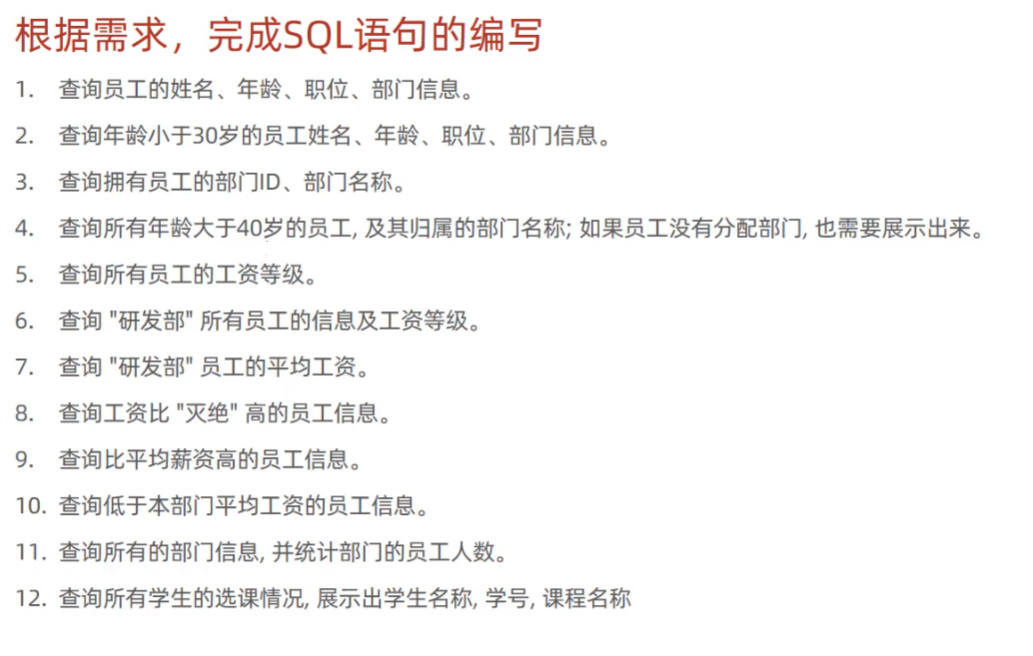 根据需求，完成SQL语句的编写
1. 查询员工的姓名、年龄、职位、部门信息。
2. 查询年龄小于30岁的员工姓名、年龄、职位、部门信息。
3. 查询拥有员工的部门ID、部门名称。
4. 查询所有年龄大于40岁的员工, 及其归属的部门名称; 如果员工没有分配部门, 也需要展示出来。
5. 查询所有员工的工资等级。
6. 查询 "研发部" 所有员工的信息及工资等级。
7. 查询 "研发部" 员工的平均工资。
8. 查询工资比 "灭绝" 高的员工信息。
9. 查询比平均薪资高的员工信息。
10. 查询低于本部门平均工资的员工信息。
11. 查询所有的部门信息, 并统计部门的员工人数。
12. 查询所有学生的选课情况, 展示出学生名称, 学号, 课程名称